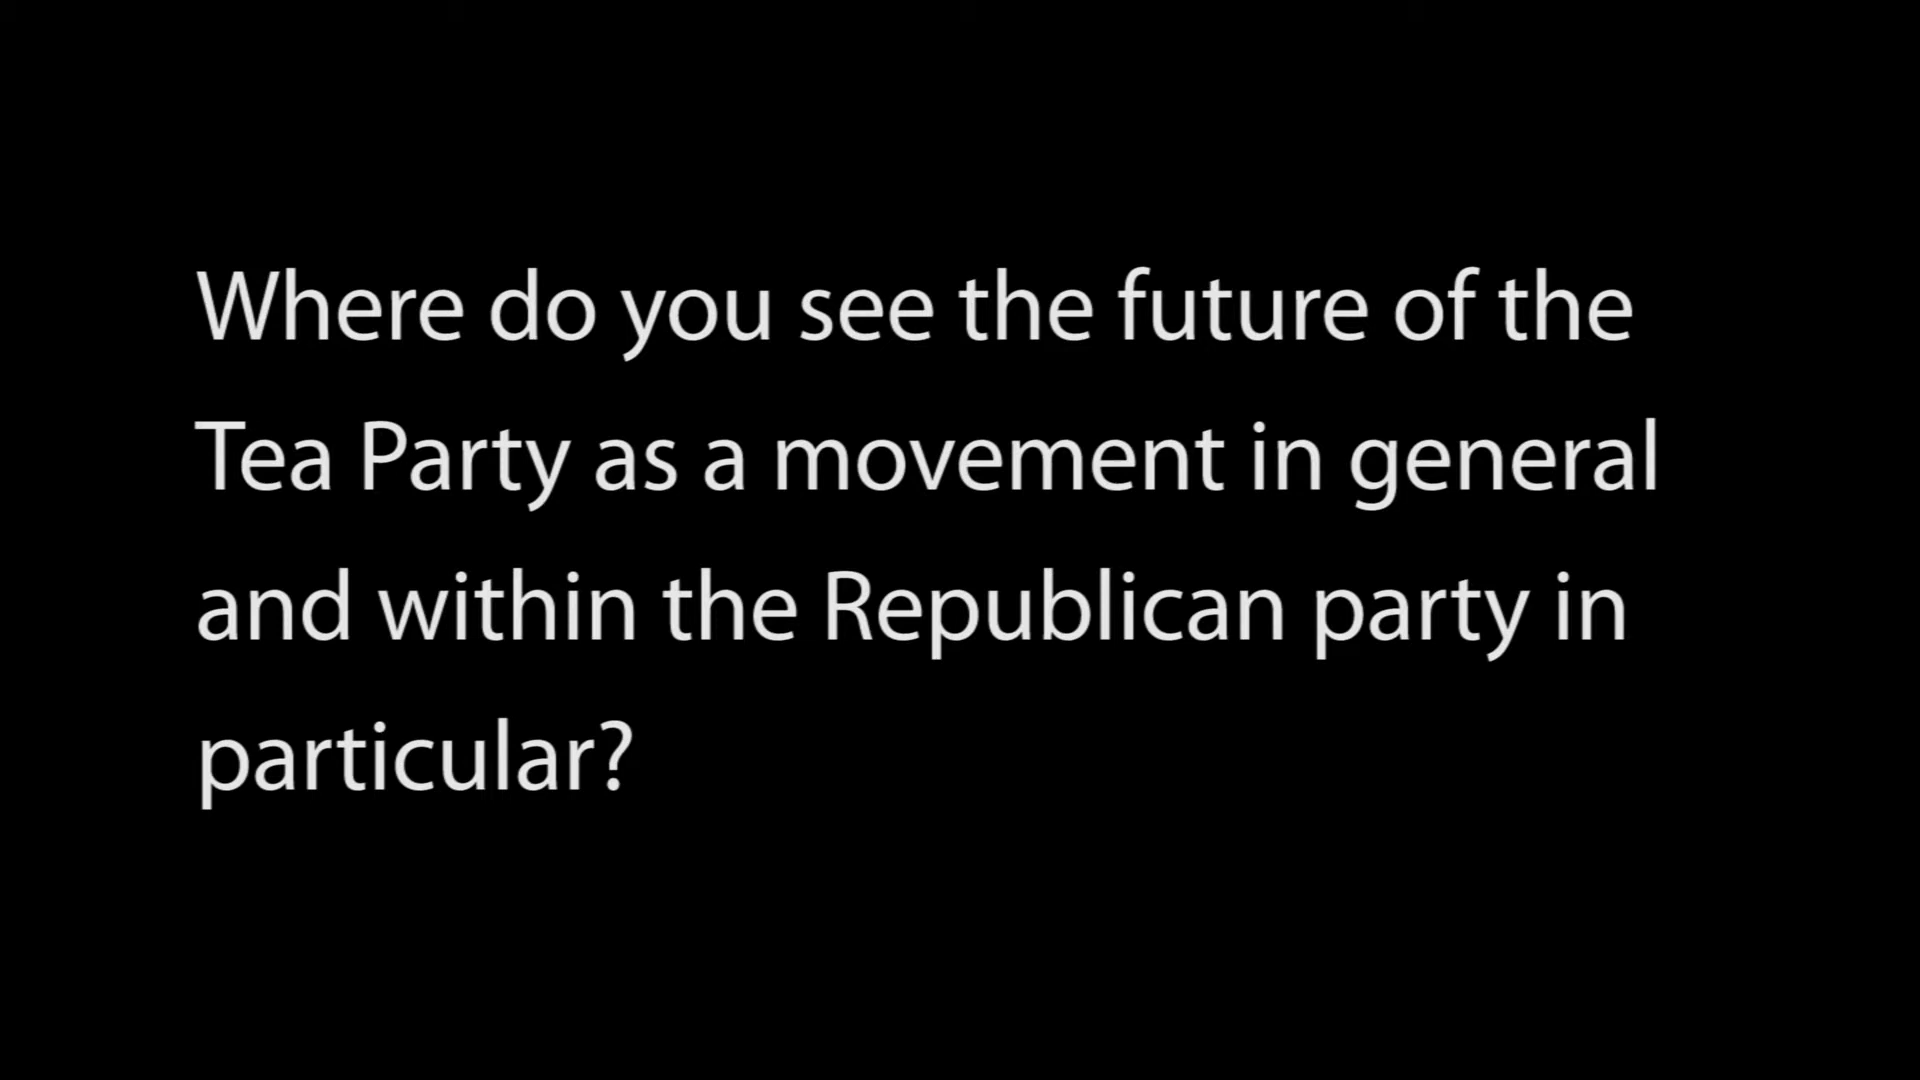 Where do you see the future of the
Tea Party as a movement in general
and within the Republican party in
particular?